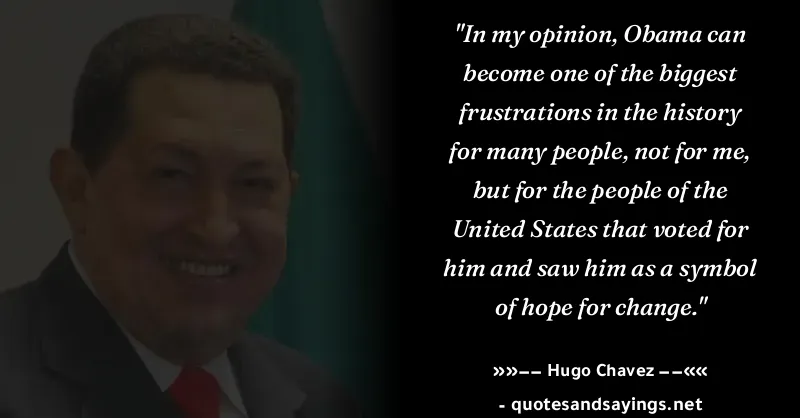 "In my opinion, Obama can
become one of the biggest
frustrations in the history
for many people, not for me,
but for the people of the
United States that voted for
him and saw him as a symbol
of hope for change."
»»−− Hugo Chavez −−««
- quotesandsayings.net